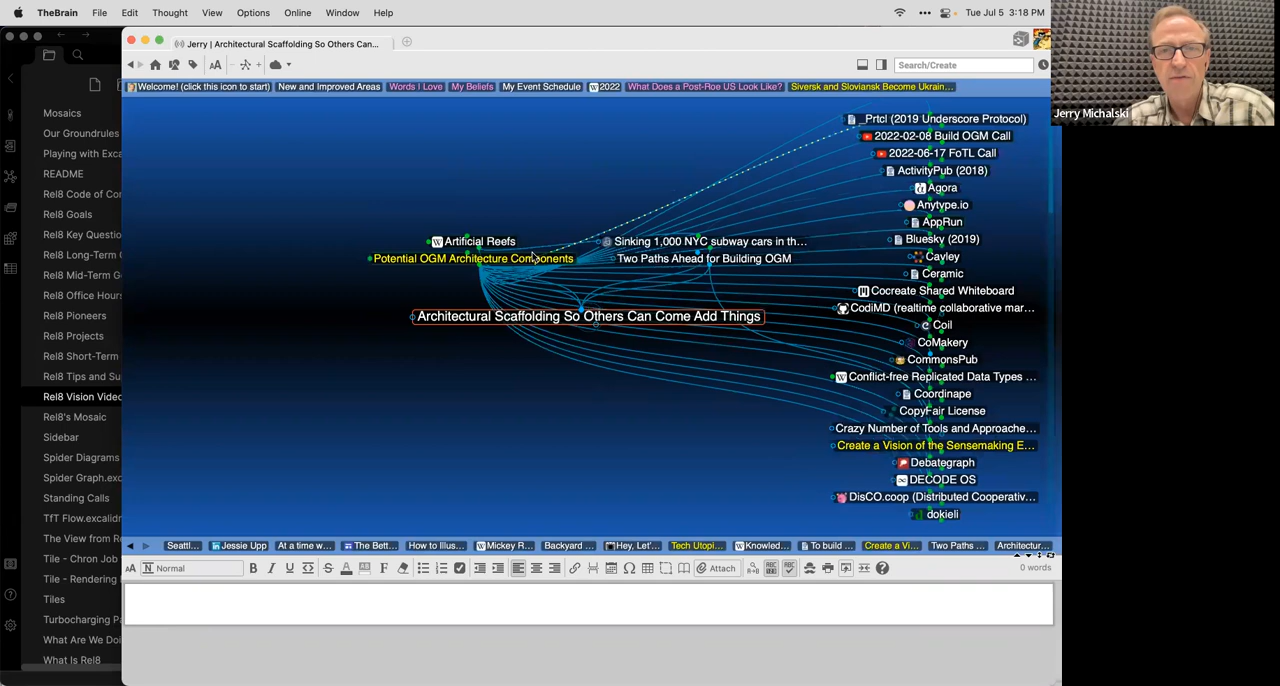 TheBrain File Edit Thought View Options Online Window Help
Tue Jul 5 3:18 PM
Jerry | Architectural Scaffolding So Others Can...
Search/Create
Welcome! (click this icon to start) New and Improved Areas Words I Love My Beliefs My Event Schedule 2022 What Does a Post-Roe US Look Like? Siversk and Sloviansk Become Ukrain...
Jerry Michalski
Mosaics
Our Groundrules
Playing with Exca
README
Rel8 Code of Con
Rel8 Goals
Rel8 Key Questio
Rel8 Long-Term G
Rel8 Mid-Term G
Rel8 Office Hours
Rel8 Pioneers
Rel8 Projects
Rel8 Short-Term
Rel8 Tips and Su
Rel8 Vision Video
Rel8's Mosaic
Sidebar
Spider Diagrams
Spider Graph.exc
Standing Calls
TfT Flow.excalidr
The View from R
Tile - Chron Job
Tile - Rendering
Tiles
Turbocharging Pa
What Are We Do
What Is Rel8
Artificial Reefs
Potential OGM Architecture Components
Sinking 1,000 NYC subway cars in th...
Two Paths Ahead for Building OGM
Architectural Scaffolding So Others Can Come Add Things
_Prtcl (2019 Underscore Protocol)
2022-02-08 Build OGM Call
2022-06-17 FoTL Call
ActivityPub (2018)
Agora
Anytype.io
AppRun
Bluesky (2019)
Cayley
Ceramic
Cocreate Shared Whiteboard
CodiMD (realtime collaborative mar...
Coil
CoMakery
CommonsPub
Conflict-free Replicated Data Types ...
Coordinape
CopyFair License
Crazy Number of Tools and Approache...
Create a Vision of the Sensemaking E...
Debategraph
DECODE OS
DisCO.coop (Distributed Cooperativ...
dokieli
Seattl... Jessie Upp At a time w... The Bett... How to Illus... Mickey R... Backyard ... Hey, Let'... Tech Utopi... Knowled... To build ... Create a Vi... Two Paths ... Architectur...
Normal
Attach
0 words